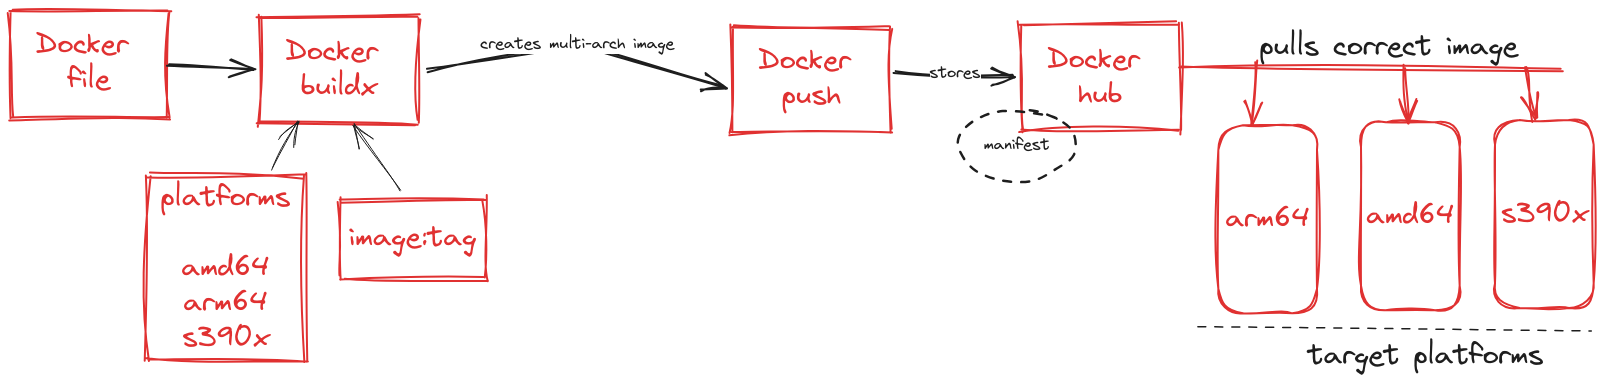 Docker
file
Docker
buildx
creates multi-arch image
Docker
push
stores
Docker
hub
manifest
pulls correct image
platforms
amd64
arm64
s390x
image:tag
arm64
amd64
s390x
target platforms